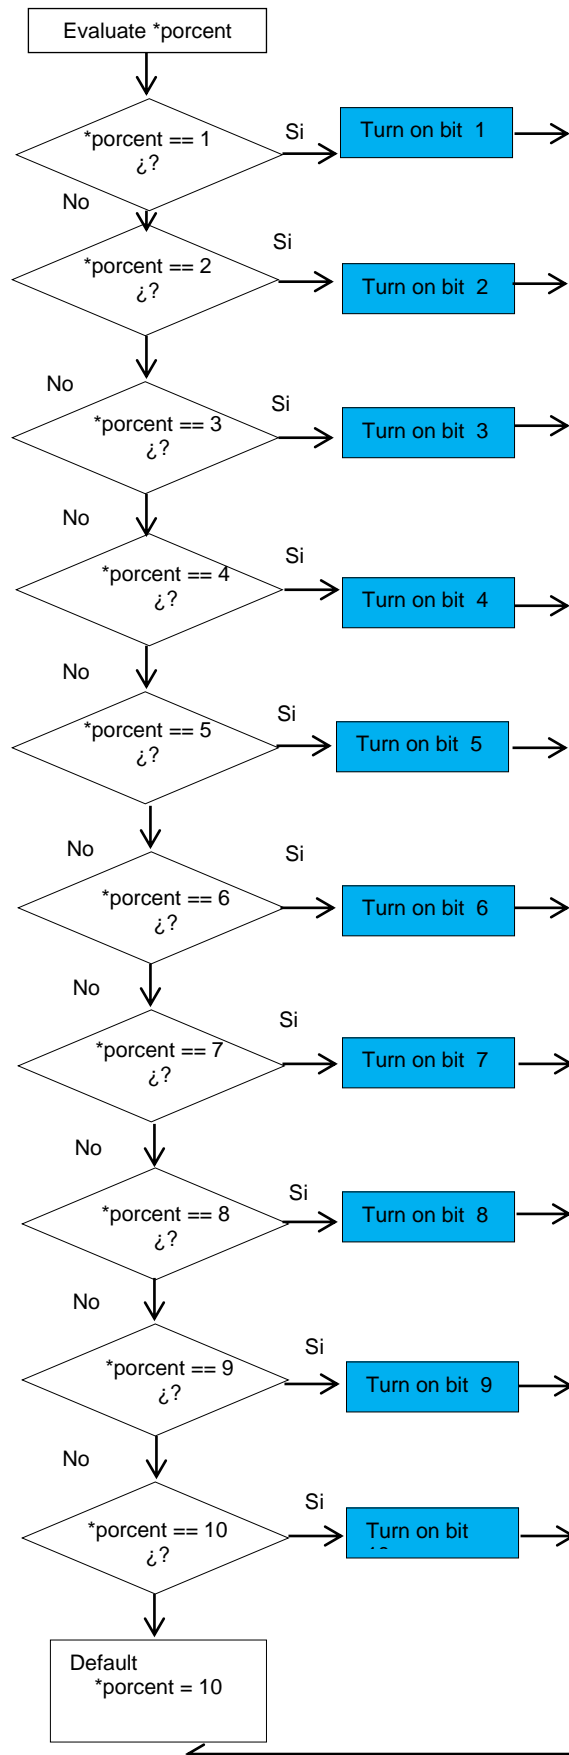 Evaluate *porcent
*porcent == 1
¿?
Si
Turn on bit 1
No
*porcent == 2
¿?
Si
Turn on bit 2
No
*porcent == 3
¿?
Si
Turn on bit 3
No
*porcent == 4
¿?
Si
Turn on bit 4
No
*porcent == 5
¿?
Si
Turn on bit 5
No
*porcent == 6
¿?
Si
Turn on bit 6
No
*porcent == 7
¿?
Si
Turn on bit 7
No
*porcent == 8
¿?
Si
Turn on bit 8
No
*porcent == 9
¿?
Si
Turn on bit 9
No
*porcent == 10
¿?
Si
Turn on bit
Default
*porcent = 10